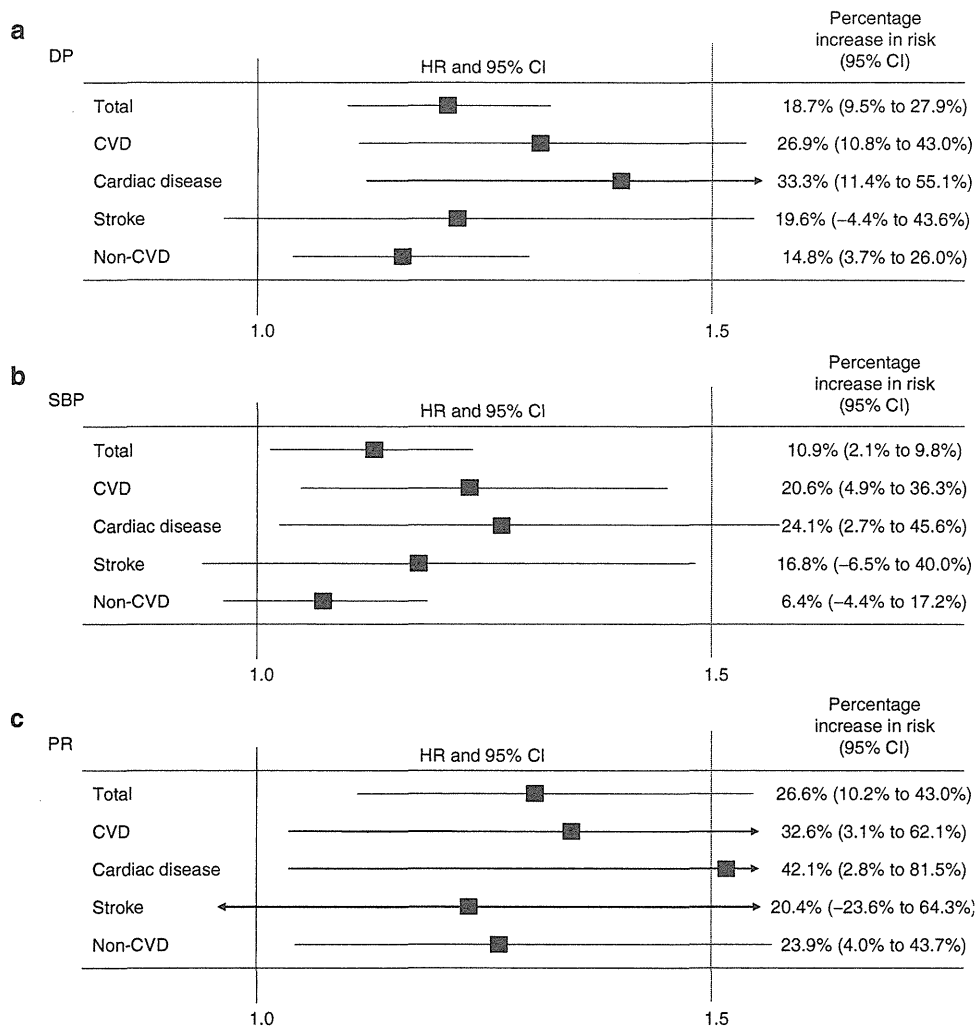 a
DP
HR and 95% CI
Percentage
increase in risk
(95% CI)
Total 18.7% (9.5% to 27.9%)
CVD 26.9% (10.8% to 43.0%)
Cardiac disease 33.3% (11.4% to 55.1%)
Stroke 19.6% (−4.4% to 43.6%)
Non-CVD 14.8% (3.7% to 26.0%)
1.0 1.5
b
SBP
HR and 95% CI
Percentage
increase in risk
(95% CI)
Total 10.9% (2.1% to 9.8%)
CVD 20.6% (4.9% to 36.3%)
Cardiac disease 24.1% (2.7% to 45.6%)
Stroke 16.8% (−6.5% to 40.0%)
Non-CVD 6.4% (−4.4% to 17.2%)
1.0 1.5
c
PR
HR and 95% CI
Percentage
increase in risk
(95% CI)
Total 26.6% (10.2% to 43.0%)
CVD 32.6% (3.1% to 62.1%)
Cardiac disease 42.1% (2.8% to 81.5%)
Stroke 20.4% (−23.6% to 64.3%)
Non-CVD 23.9% (4.0% to 43.7%)
1.0 1.5